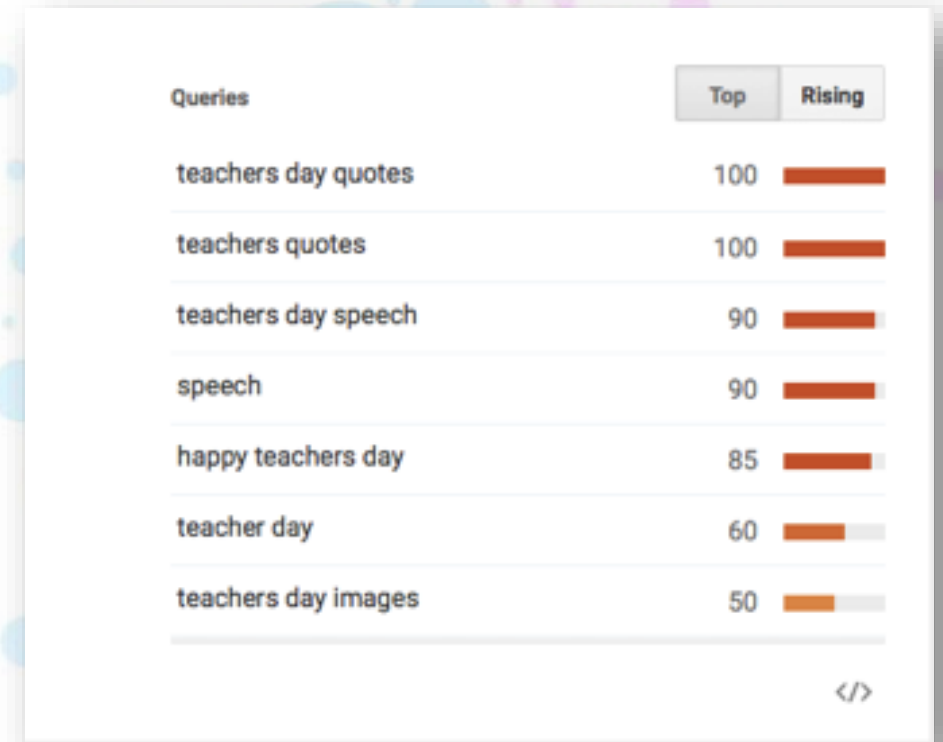 Queries Top Rising
teachers day quotes 100
teachers quotes 100
teachers day speech 90
speech 90
happy teachers day 85
teacher day 60
teachers day images 50
</>